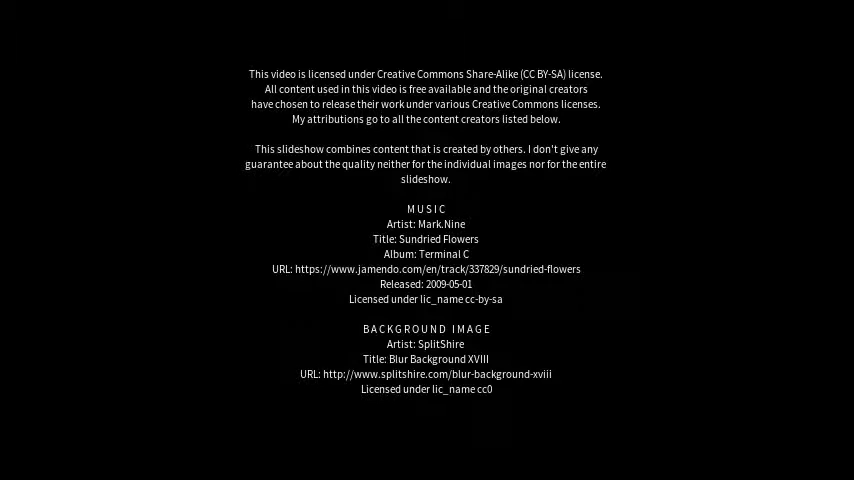 This video is licensed under Creative Commons Share-Alike (CC BY-SA) license.
All content used in this video is free available and the original creators
have chosen to release their work under various Creative Commons licenses.
My attributions go to all the content creators listed below.
This slideshow combines content that is created by others. I don't give any
guarantee about the quality neither for the individual images nor for the entire
slideshow.
MUSIC
Artist: Mark.Nine
Title: Sundried Flowers
Album: Terminal C
URL: https://www.jamendo.com/en/track/337829/sundried-flowers
Released: 2009-05-01
Licensed under lic_name cc-by-sa
BACKGROUND IMAGE
Artist: SplitShire
Title: Blur Background XVIII
URL: http://www.splitshire.com/blur-background-xviii
Licensed under lic_name cc0